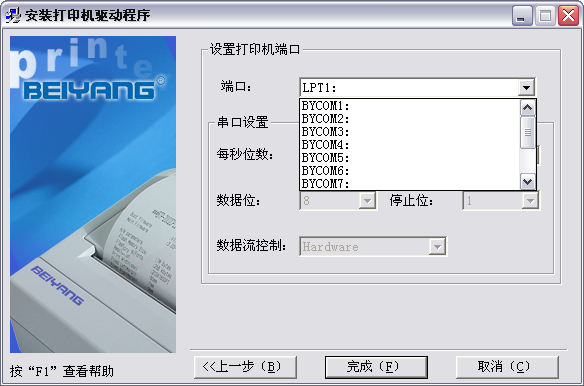 安装打印机驱动程序
printe
BEIYANG®
BEIYANG
按“F1”查看帮助
设置打印机端口
端口：
LPT1:
BYCOM1:
BYCOM2:
BYCOM3:
BYCOM4:
BYCOM5:
BYCOM6:
BYCOM7:
串口设置
每秒位数：
数据位： 8 停止位： 1
数据流控制： Hardware
<<上一步（B） 完成（F） 取消（C）